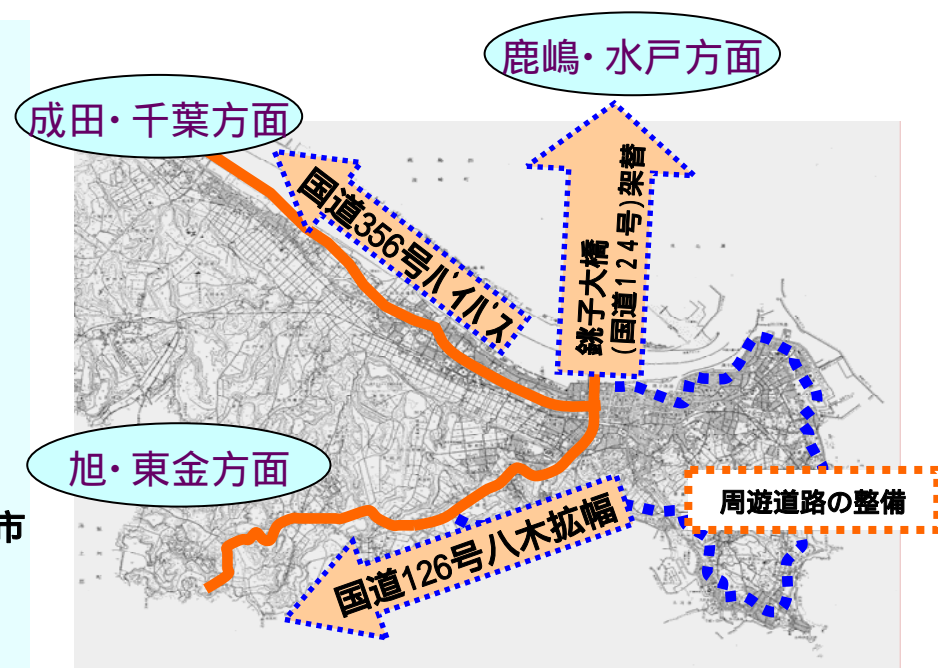 鹿嶋・水戸方面
成田・千葉方面
国道356号バイパス
銚子大橋
(国道124号)架替
旭・東金方面
周遊道路の整備
市
国道126号八木拡幅